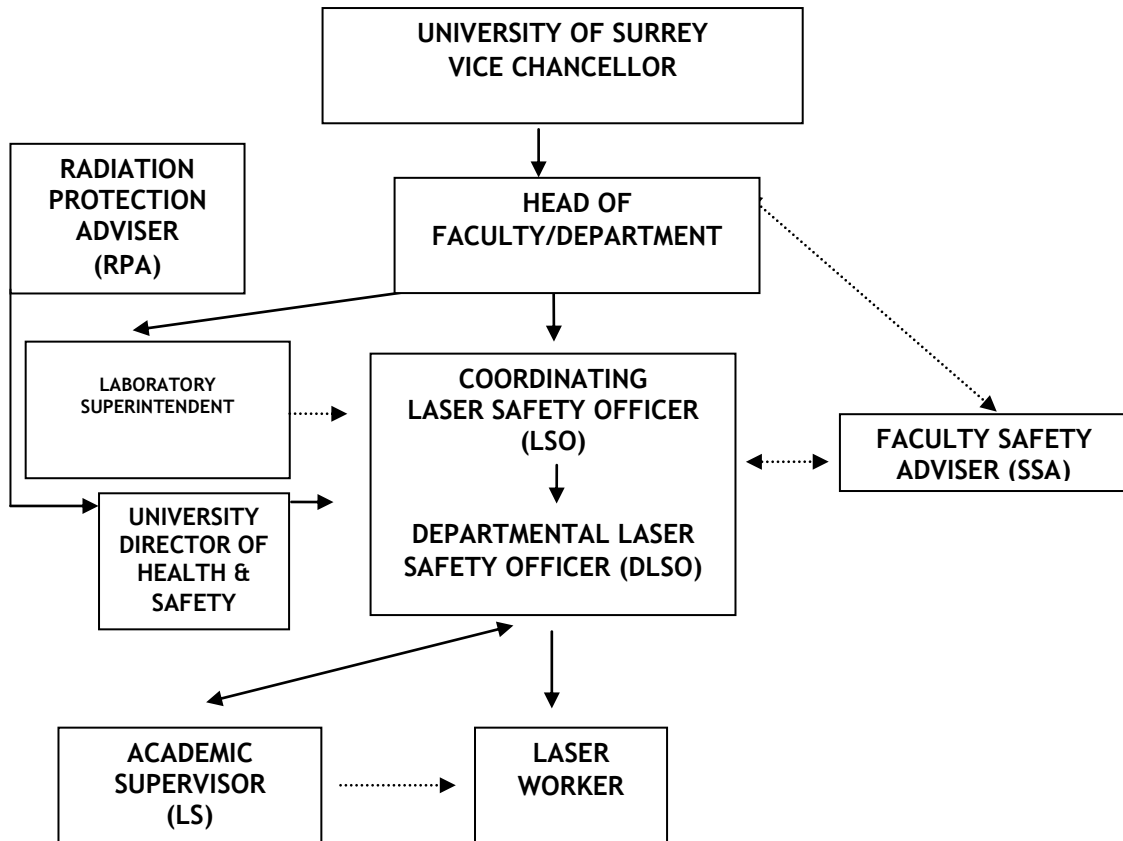 UNIVERSITY OF SURREY
VICE CHANCELLOR
RADIATION
PROTECTION
ADVISER
(RPA)
HEAD OF
FACULTY/DEPARTMENT
LABORATORY
SUPERINTENDENT
COORDINATING
LASER SAFETY OFFICER
(LSO)
DEPARTMENTAL LASER
SAFETY OFFICER (DLSO)
FACULTY SAFETY
ADVISER (SSA)
UNIVERSITY
DIRECTOR OF
HEALTH &
SAFETY
ACADEMIC
SUPERVISOR
(LS)
LASER
WORKER